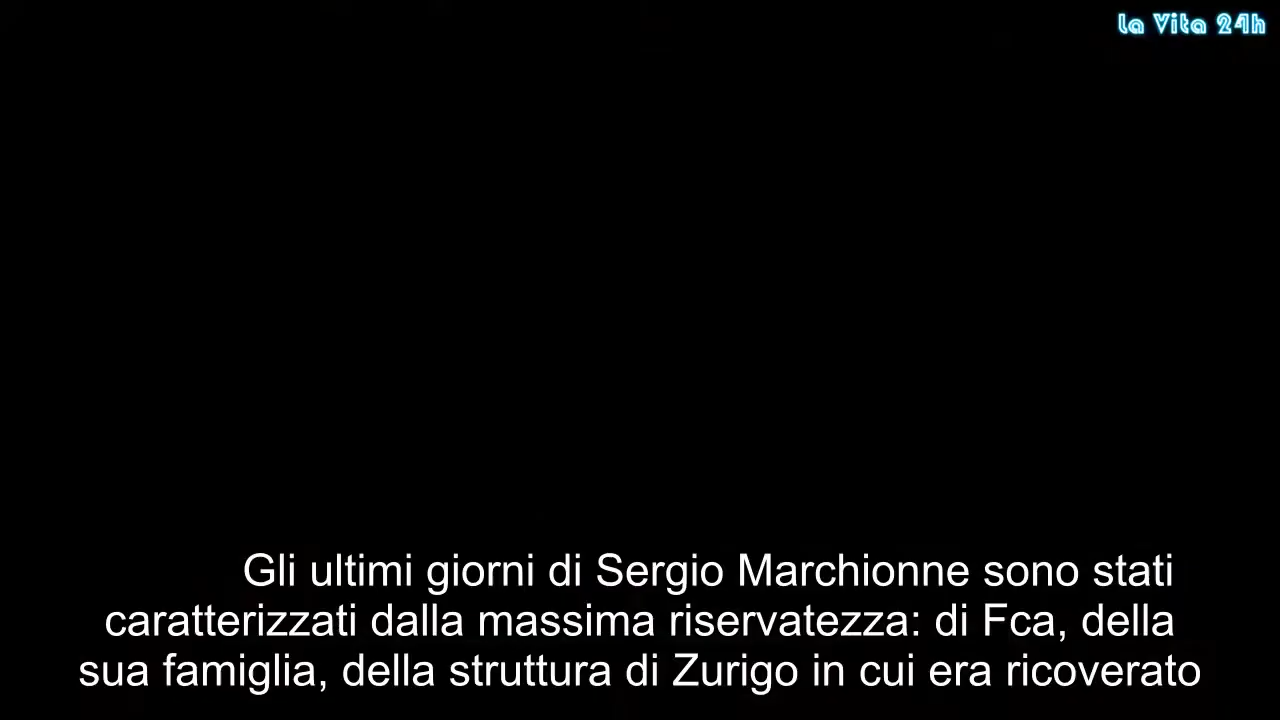 La Vita 24h
Gli ultimi giorni di Sergio Marchionne sono stati
caratterizzati dalla massima riservatezza: di Fca, della
sua famiglia, della struttura di Zurigo in cui era ricoverato